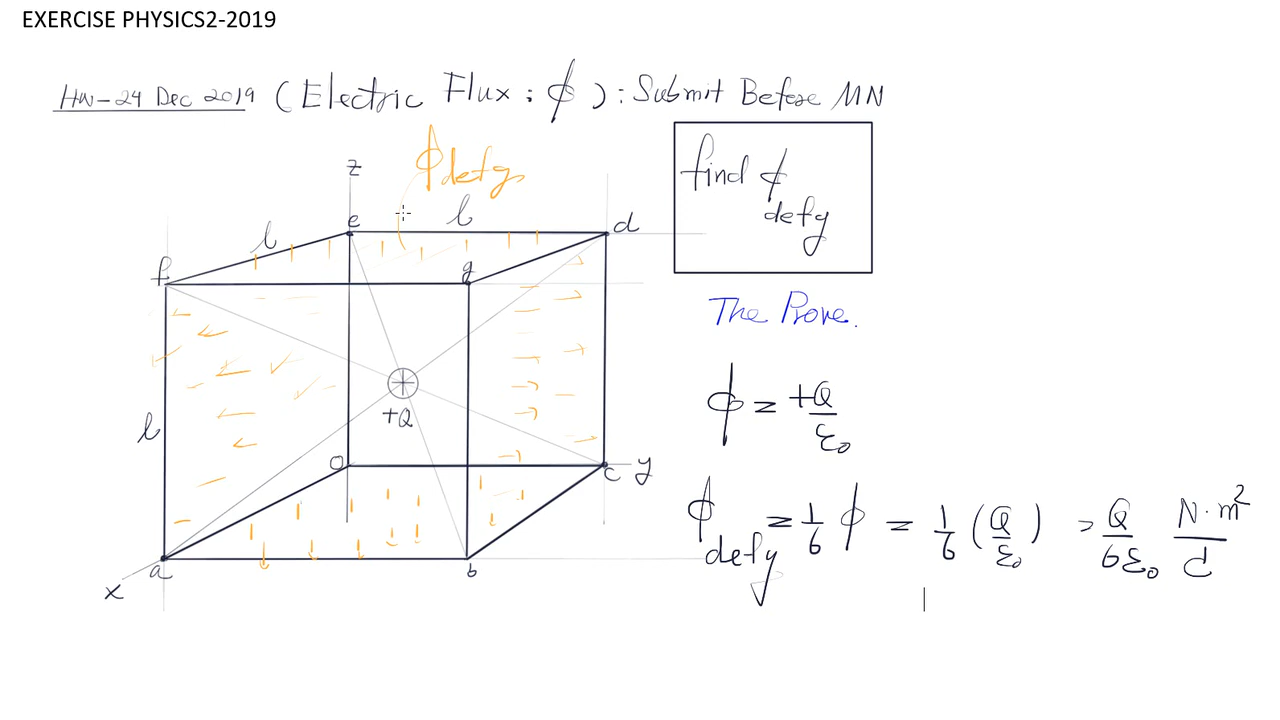 EXERCISE PHYSICS2-2019
HW-24 Dec 2019 (Electric Flux : ϕ) : Submit Before MN
ϕdefg
find ϕdefg
z
l
e
l
d
f
g
The Prove.
+Q
l
ϕ = +Q/ε₀
o
c
y
ϕdefg = 1/6 ϕ = 1/6 (Q/ε₀) = Q/6ε₀ N·m²/C
a
b
x